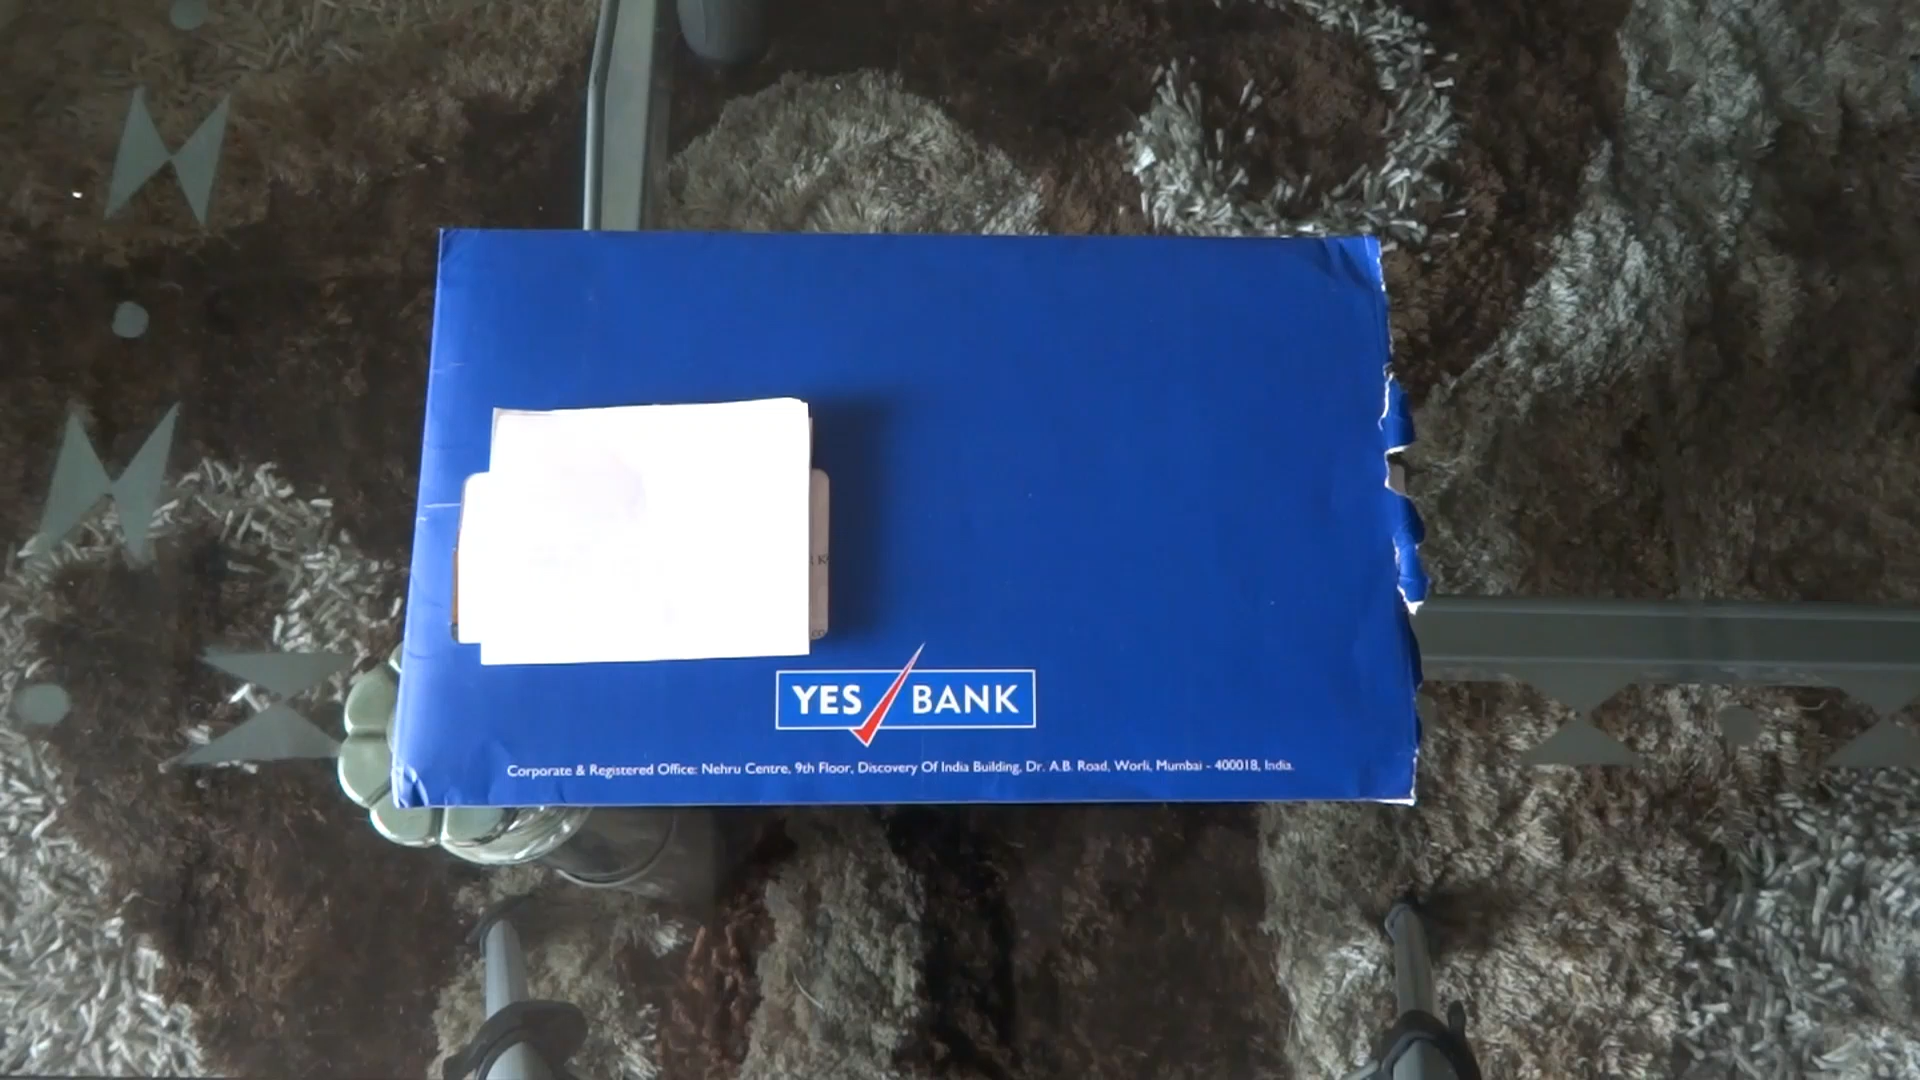 YES BANK
Corporate & Registered Office: Nehru Centre, 9th Floor, Discovery Of India Building, Dr. A.B. Road, Worli, Mumbai - 400018, India.